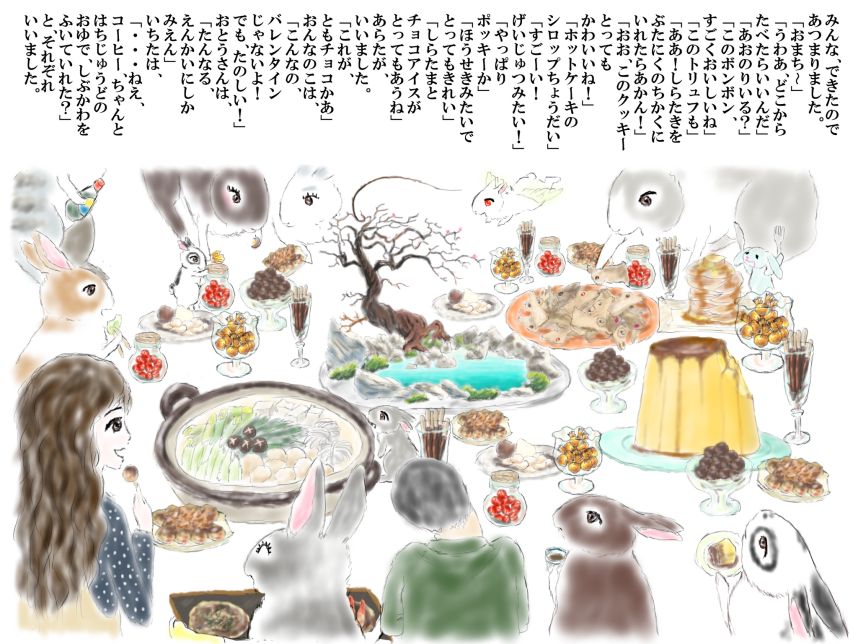 みんな、できたので
あつまりました。
「おまち〜」
「うわあ、どこから
たべたらいいんだ」
「あおのりいる？」
「このボンボン、
すごくおいしいね」
「このトリュフも」
「ああ！しらたきを
ぶたにくのちかくに
いれたらあかん！」
「おお、このクッキー
とっても
かわいいね！」
「ホットケーキの
シロップちょうだい」
「すごーい！
げいじゅつみたい！」
「やっぱり
ポッキーか」
「ほうせきみたいで
とってもきれい」
「しらたまと
チョコアイスが
とってもあうね」
あらたが、
いいました。
「これが、
ともチョコかあ」
おんなのこは、
「こんなの、
バレンタイン
じゃないよ！
でも、たのしい！」
おとうさんは、
「たんなる、
えんかいにしか
みえん」
いちたは、
「・・・ねえ、
コーヒーちゃんと
はちじゅうどの
おゆで、しぶかわを
ふいていれた？」
と、それぞれ
いいました。